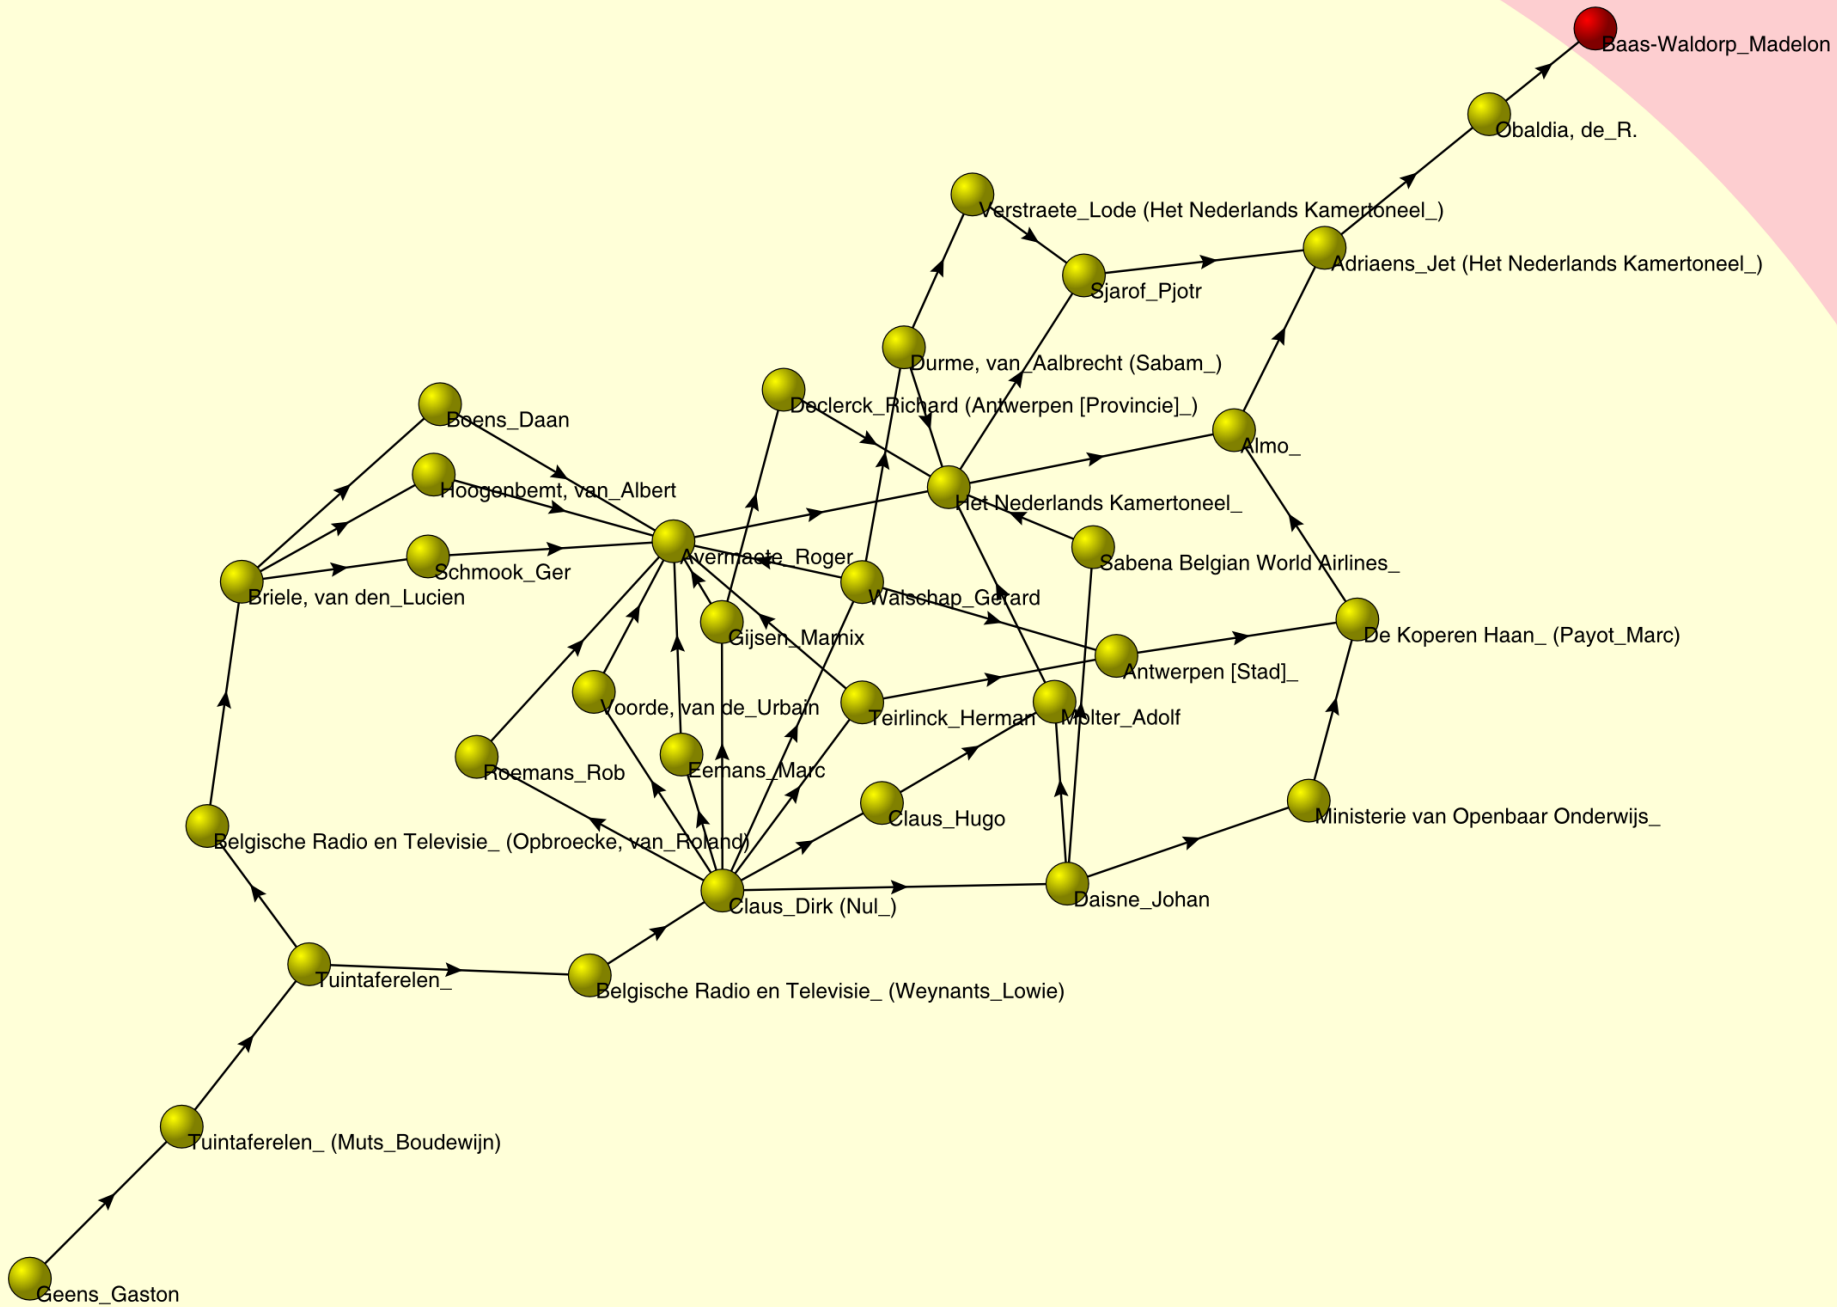 Baas-Waldorp_Madelon
Obaldia, de_R.
Verstraete_Lode (Het Nederlands Kamertoneel_)
Adriaens_Jet (Het Nederlands Kamertoneel_)
Sjarof_Pjotr
Durme, van_Aalbrecht (Sabam_)
Declerck_Richard (Antwerpen [Provincie]_)
Boens_Daan
Almo_
Hoogenbemt, van_Albert
Het Nederlands Kamertoneel_
Avermaete_Roger
Sabena Belgian World Airlines_
Schmook_Ger
Briele, van den_Lucien
Walschap_Gerard
De Koperen Haan_ (Payot_Marc)
Gijsen_Marnix
Antwerpen [Stad]_
Voorde, van de_Urbain
Teirlinck_Herman
Molter_Adolf
Roemans_Rob
Eemans_Marc
Ministerie van Openbaar Onderwijs_
Claus_Hugo
Belgische Radio en Televisie_ (Opbroecke, van_Roland)
Daisne_Johan
Claus_Dirk (Nul_)
Tuintaferelen_
Belgische Radio en Televisie_ (Weynants_Lowie)
Tuintaferelen_ (Muts_Boudewijn)
Geens_Gaston